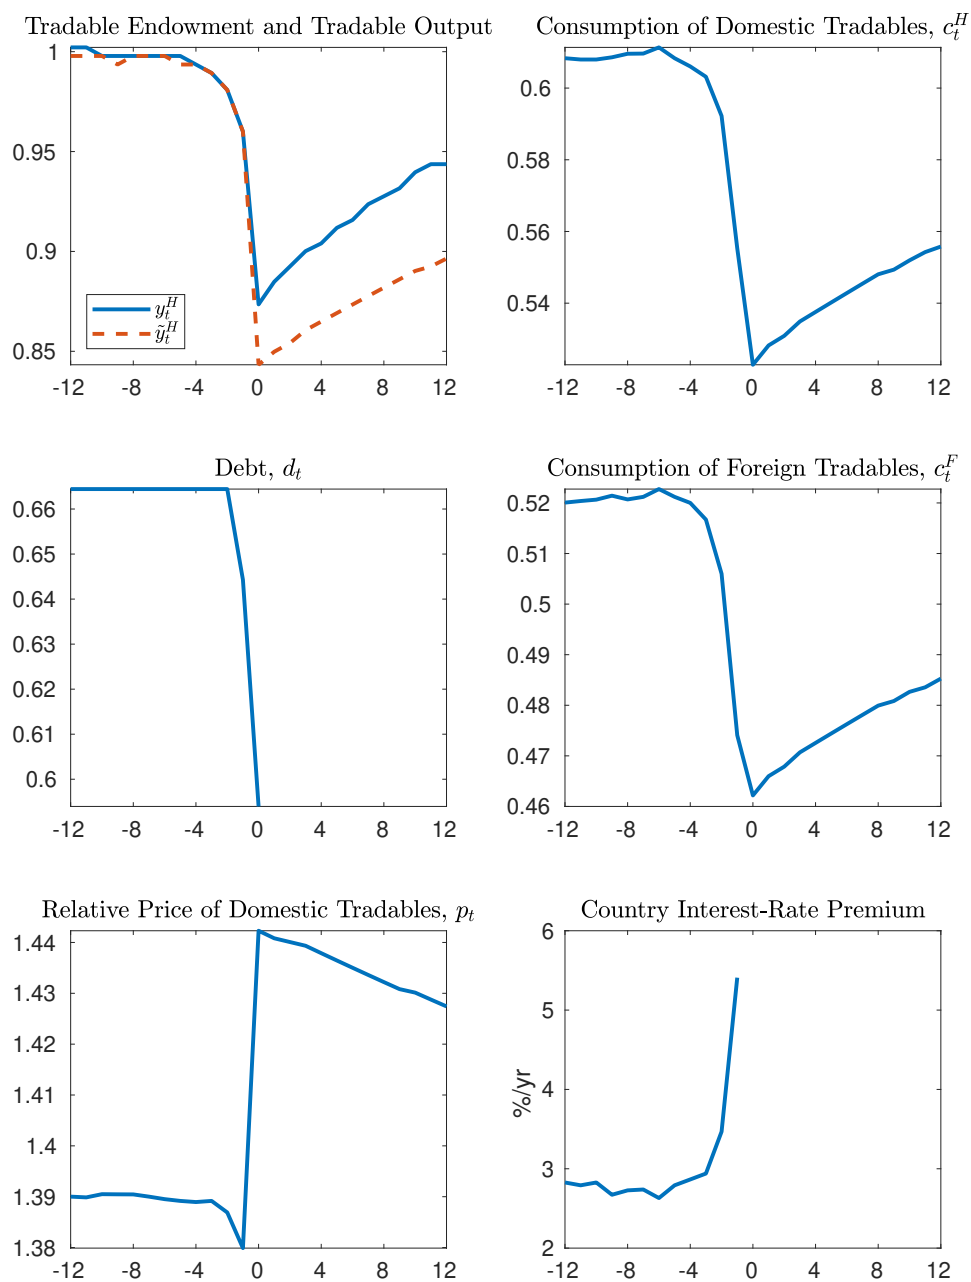 Tradable Endowment and Tradable Output
1
0.95
0.9
0.85
-12 -8 -4 0 4 8 12
y_t^H
ỹ_t^H
Consumption of Domestic Tradables, c_t^H
0.6
0.58
0.56
0.54
-12 -8 -4 0 4 8 12
Debt, d_t
0.66
0.65
0.64
0.63
0.62
0.61
0.6
-12 -8 -4 0 4 8 12
Consumption of Foreign Tradables, c_t^F
0.52
0.51
0.5
0.49
0.48
0.47
0.46
-12 -8 -4 0 4 8 12
Relative Price of Domestic Tradables, p_t
1.44
1.43
1.42
1.41
1.4
1.39
1.38
-12 -8 -4 0 4 8 12
Country Interest-Rate Premium
%/yr
6
5
4
3
2
-12 -8 -4 0 4 8 12